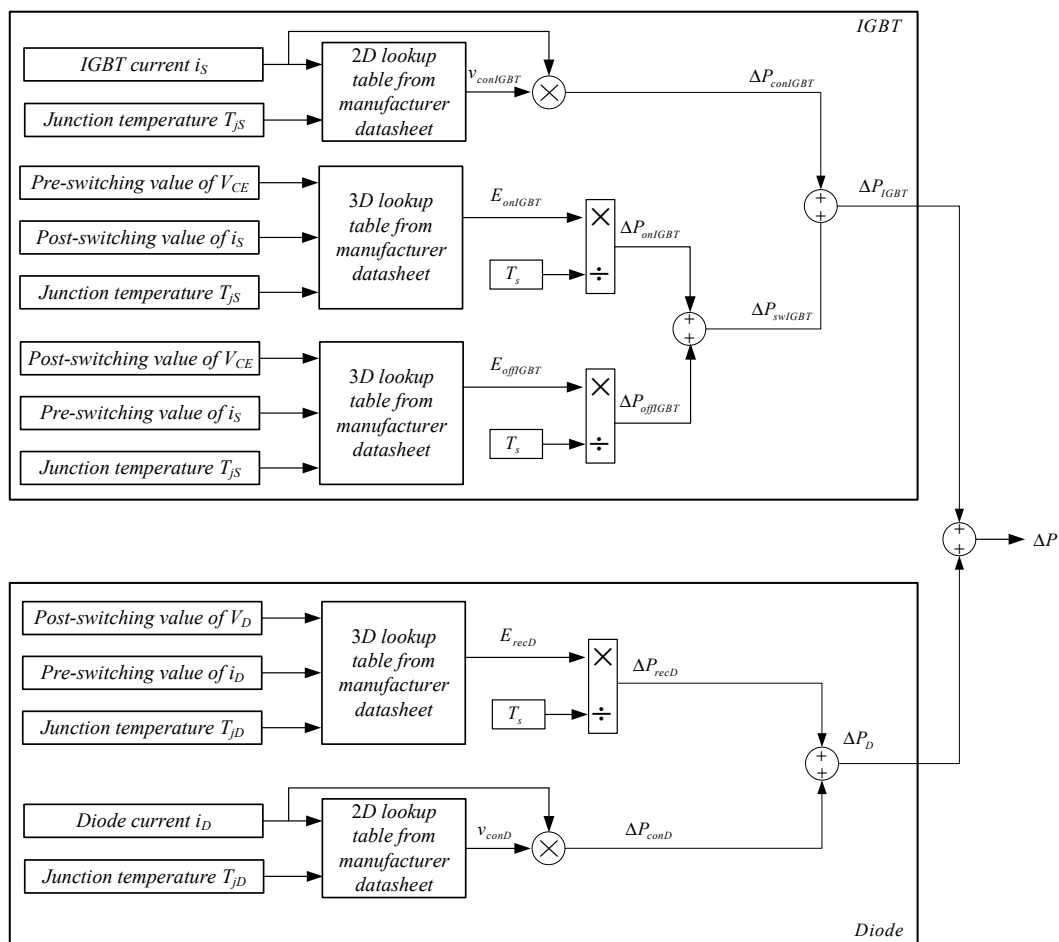 IGBT
IGBT current i_S
Junction temperature T_jS
2D lookup
table from
manufacturer
datasheet
v_conIGBT
×
ΔP_conIGBT
Pre-switching value of V_CE
Post-switching value of i_S
Junction temperature T_jS
3D lookup
table from
manufacturer
datasheet
E_onIGBT
×
T_s
÷
ΔP_onIGBT
+
+
ΔP_IGBT
+
+
ΔP_swIGBT
Post-switching value of V_CE
Pre-switching value of i_S
Junction temperature T_jS
3D lookup
table from
manufacturer
datasheet
E_offIGBT
×
T_s
÷
ΔP_offIGBT
+
+
ΔP
Post-switching value of V_D
Pre-switching value of i_D
Junction temperature T_jD
3D lookup
table from
manufacturer
datasheet
E_recD
×
T_s
÷
ΔP_recD
+
+
ΔP_D
Diode current i_D
Junction temperature T_jD
2D lookup
table from
manufacturer
datasheet
v_conD
×
ΔP_conD
Diode